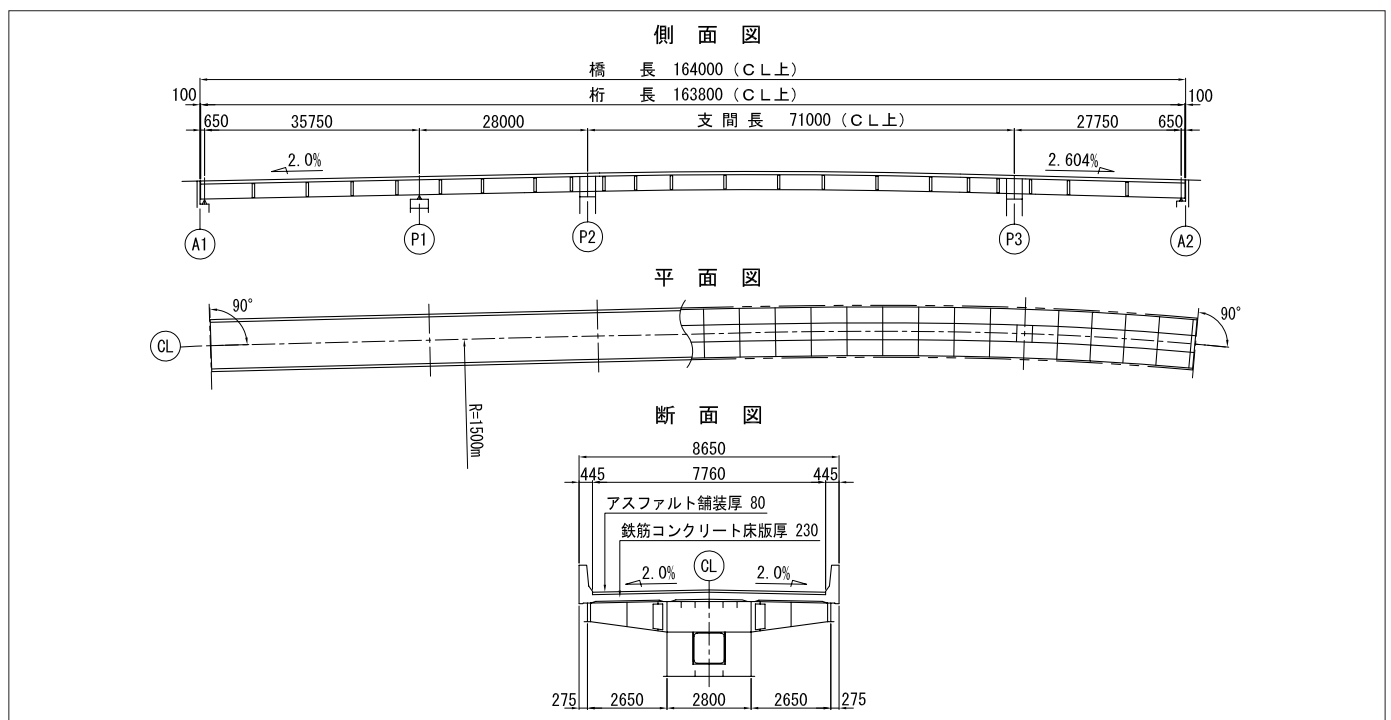 側 面 図
橋 長 164000（ＣＬ上）
100 桁 長 163800（ＣＬ上） 100
650 35750 28000 支 間 長 71000（ＣＬ上） 27750 650
2.0% 2.604%
A1 P1 P2 P3 A2
平 面 図
90° 90°
CL
R=1500m
断 面 図
8650
445 7760 445
アスファルト舗装厚 80
鉄筋コンクリート床版厚 230
CL
2.0% 2.0%
275 2650 2800 2650 275